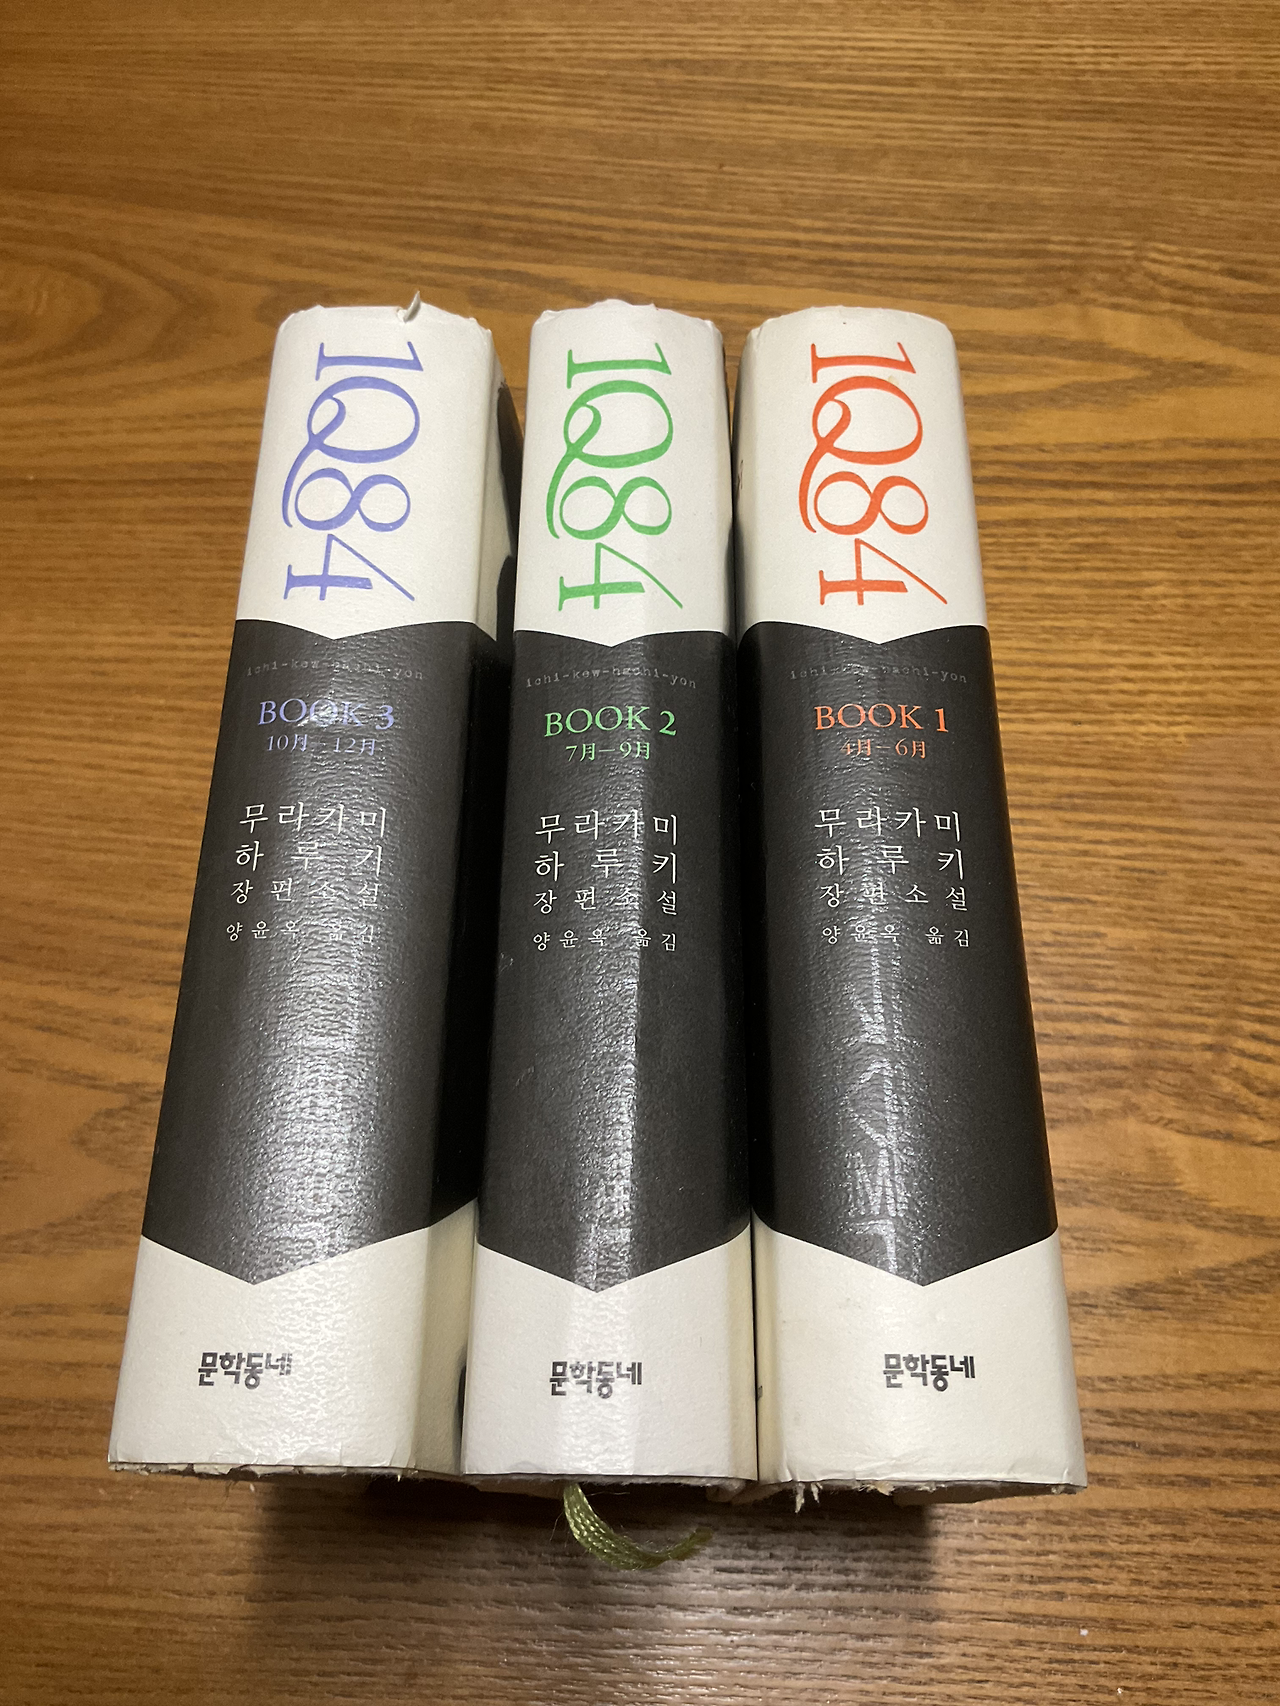 1Q84
ichi-kew-hachi-yon
BOOK 3
10月-12月
무라카미
하루키
장편소설
양윤옥 옮김
문학동네
1Q84
ichi-kew-hachi-yon
BOOK 2
7月-9月
무라카미
하루키
장편소설
양윤옥 옮김
문학동네
1Q84
ichi-kew-hachi-yon
BOOK 1
4月-6月
무라카미
하루키
장편소설
양윤옥 옮김
문학동네